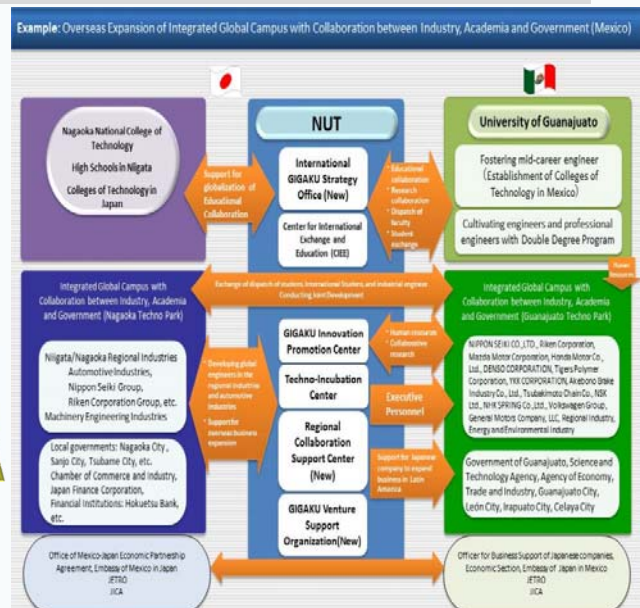 Example: Overseas Expansion of Integrated Global Campus with Collaboration between Industry, Academia and Government (Mexico)
Nagaoka National College of
Technology
High Schools in Niigata
Colleges of Technology in
Japan
Support for
globalization of
Educational
Collaboration
NUT
International
GIGAKU Strategy
Office (New)
Center for International
Exchange and
Education (CIEE)
• Educational
collaboration
• Research
collaboration
• Dispatch of
faculty
• Student
exchange
University of Guanajuato
Fostering mid-career engineer
(Establishment of Colleges of
Technology in Mexico)
Cultivating engineers and professional
engineers with Double Degree Program
Human
Resources
Integrated Global Campus with
Collaboration between Industry, Academia
and Government (Nagaoka Techno Park)
Exchange of dispatch of student, International Student, and Industrial engineer
Conducting Joint Development
Integrated Global Campus with
Collaboration between Industry, Academia
and Government (Guanajuato Techno Park)
Niigata/Nagaoka Regional Industries
Automotive Industries,
Nippon Seiki Group,
Riken Corporation Group, etc.
Machinery Engineering Industries
Local governments: Nagaoka City,
Sanjo City, Tsubame City, etc.
Chamber of Commerce and Industry,
Japan Finance Corporation,
Financial Institutions: Hokuetsu Bank,
etc.
• Developing global
engineers in the
regional industries
and automotive
industries
• Support for
overseas business
expansion
GIGAKU Innovation
Promotion Center
Techno-Incubation
Center
Regional
Collaboration
Support Center
(New)
GIGAKU Venture
Support
Organization(New)
• Human resources
• Collaborative
research
Executive
Personnel
Support for Japanese
company to expand
business in Latin
America
NIPPON SEIKI CO.,LTD., Riken Corporation,
Mazda Motor Corporation, Honda Motor Co.,
Ltd., DENSO CORPORATION, Tigers Polymer
Corporation, YKK CORPORATION, Akebono Brake
Industry Co., Ltd., Tsubakimoto Chain Co., NSK
Ltd., NHK SPRING Co.,Ltd., Volkswagen Group,
General Motors Company, LLC, Regional Industry,
Energy and Environmental Industry
Government of Guanajuato, Science and
Technology Agency, Agency of Economy,
Trade and Industry, Guanajuato City,
León City, Irapuato City, Celaya City
Office of Mexico-Japan Economic Partnership
Agreement, Embassy of Mexico in Japan
JETRO
JICA
Officer for Business Support of Japanese companies,
Economic Section, Embassy of Japan in Mexico
JETRO
JICA